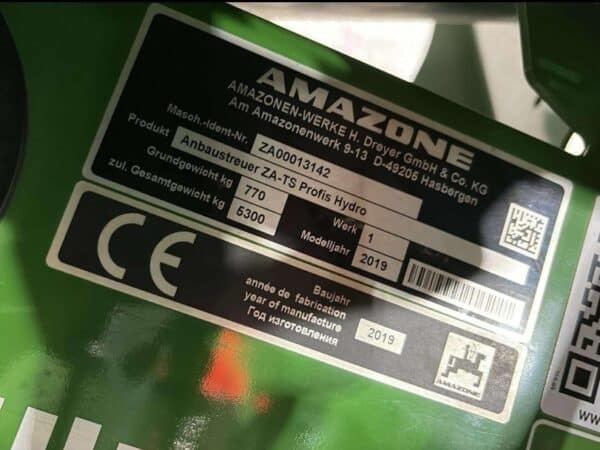 AMAZONE
AMAZONEN-WERKE H. Dreyer GmbH & Co. KG
Am Amazonenwerk 9-13 D-49205 Hasbergen
Masch.-Ident-Nr. ZA00013142
Produkt Anbaustreuer ZA-TS Profis Hydro
Grundgewicht kg 770 Werk 1
zul. Gesamtgewicht kg 5300 Modelljahr 2019
CE
Baujahr
année de fabrication
year of manufacture
Год изготовления
2019
AMAZONE
www